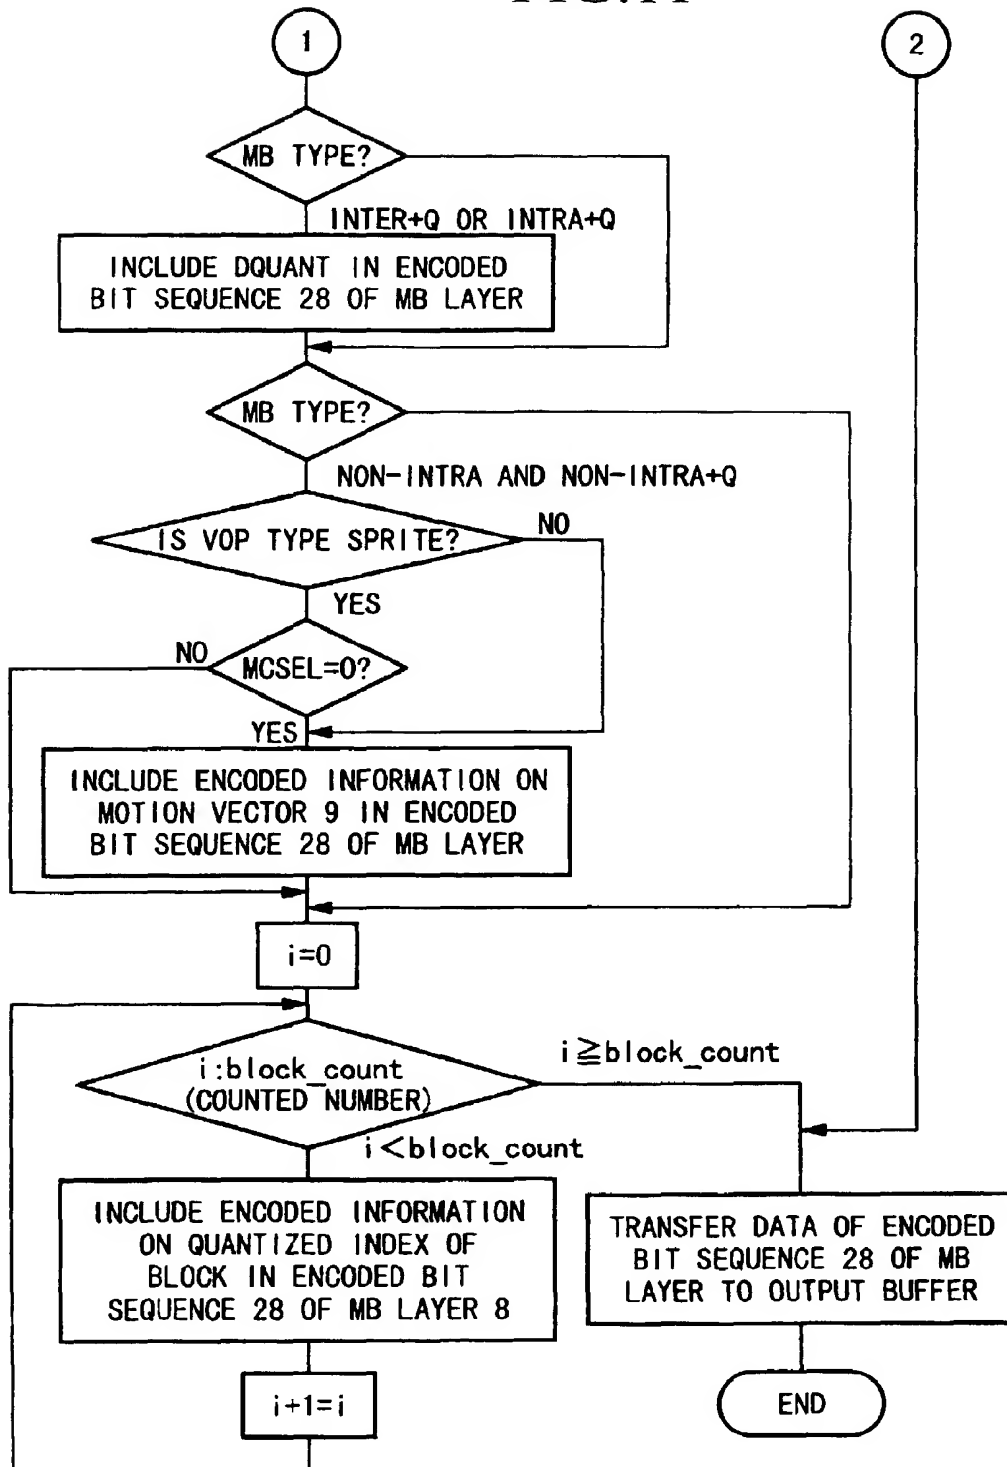 1
2
MB TYPE?
INTER+Q OR INTRA+Q
INCLUDE DQUANT IN ENCODED
BIT SEQUENCE 28 OF MB LAYER
MB TYPE?
NON-INTRA AND NON-INTRA+Q
IS VOP TYPE SPRITE?
NO
YES
NO
MCSEL=0?
YES
INCLUDE ENCODED INFORMATION ON
MOTION VECTOR 9 IN ENCODED
BIT SEQUENCE 28 OF MB LAYER
i=0
i:block_count
(COUNTED NUMBER)
i≧block_count
i<block_count
INCLUDE ENCODED INFORMATION
ON QUANTIZED INDEX OF
BLOCK IN ENCODED BIT
SEQUENCE 28 OF MB LAYER 8
TRANSFER DATA OF ENCODED
BIT SEQUENCE 28 OF MB
LAYER TO OUTPUT BUFFER
i+1=i
END